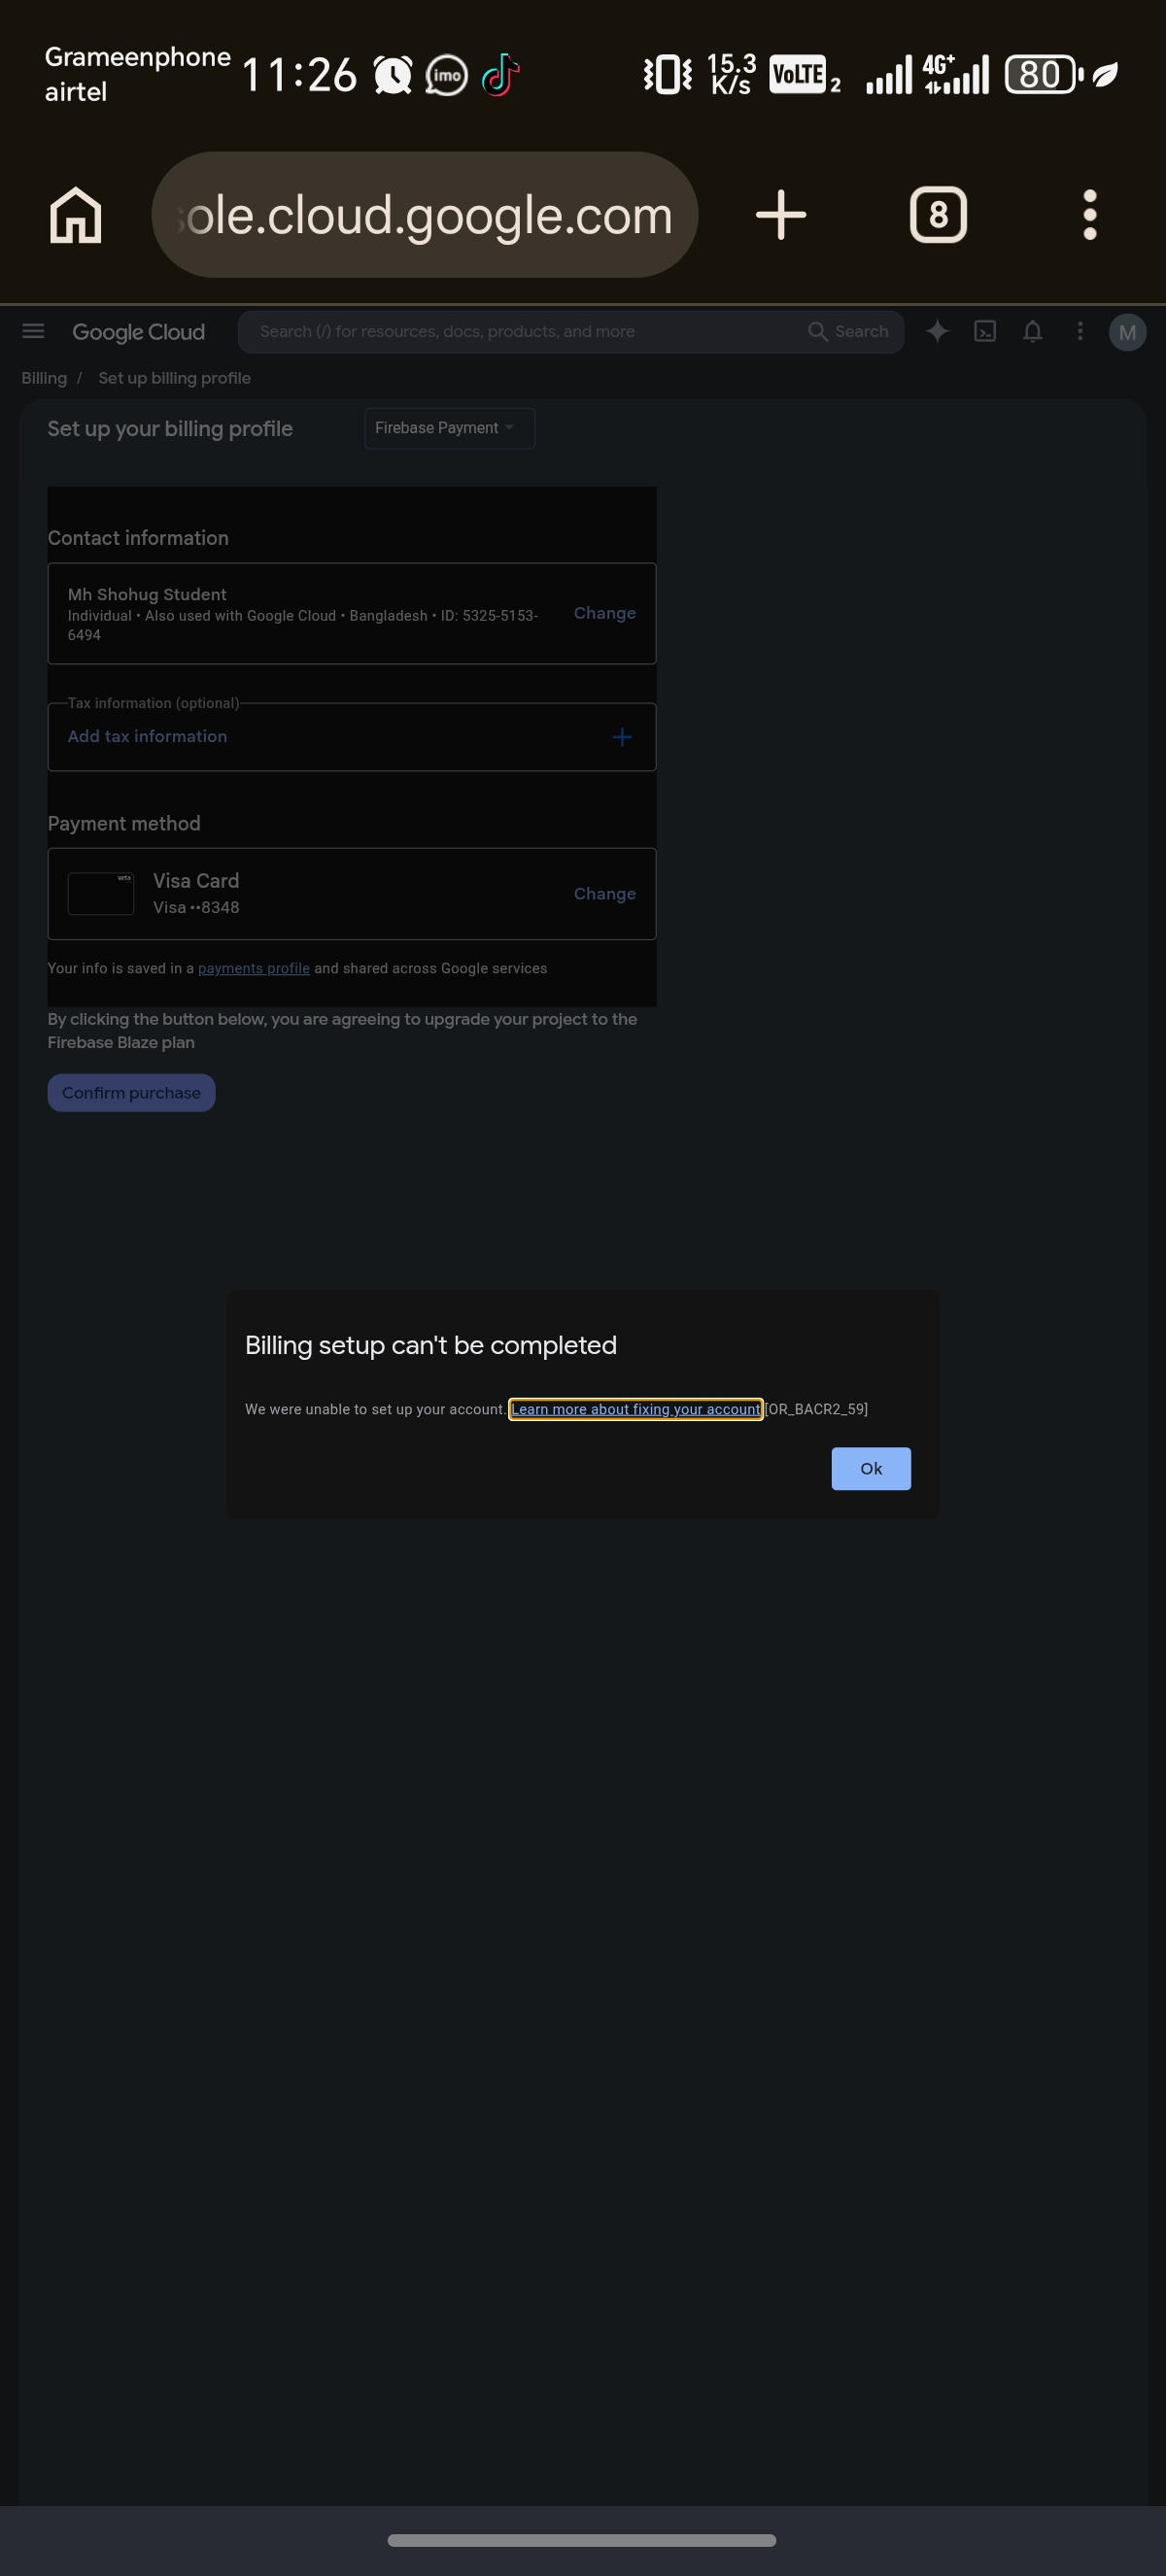 Grameenphone
airtel
11:26
imo
15.3
K/s
VoLTE 2
4G+
80
sole.cloud.google.com
8
Google Cloud
Search (/) for resources, docs, products, and more
Search
M
Billing / Set up billing profile
Set up your billing profile
Firebase Payment
Contact information
Mh Shohug Student
Individual • Also used with Google Cloud • Bangladesh • ID: 5325-5153-
6494
Change
Tax information (optional)
Add tax information
Payment method
Visa Card
Visa ••8348
Change
Your info is saved in a payments profile and shared across Google services
By clicking the button below, you are agreeing to upgrade your project to the
Firebase Blaze plan
Confirm purchase
Billing setup can't be completed
We were unable to set up your account. Learn more about fixing your account [OR_BACR2_59]
Ok